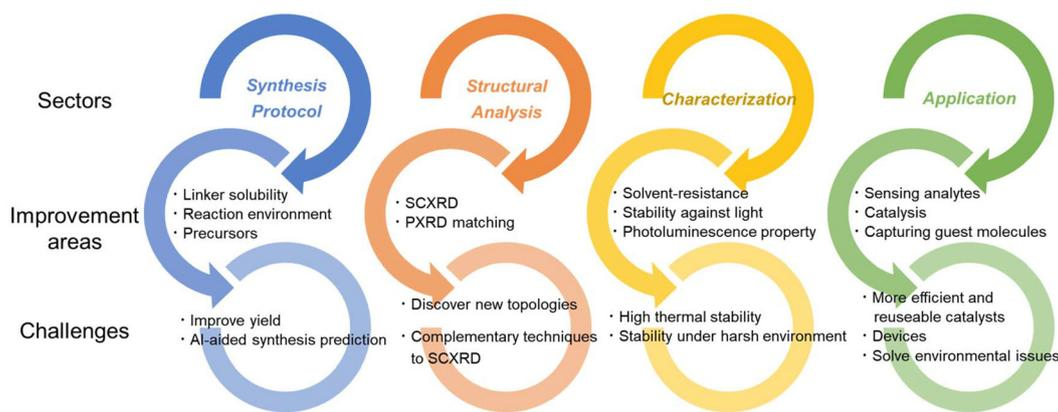 Sectors
Synthesis
Protocol
Structural
Analysis
Characterization
Application
Improvement
areas
· Linker solubility
· Reaction environment
· Precursors
· SCXRD
· PXRD matching
· Solvent-resistance
· Stability against light
· Photoluminescence property
· Sensing analytes
· Catalysis
· Capturing guest molecules
Challenges
· Improve yield
· AI-aided synthesis prediction
· Discover new topologies
· Complementary techniques
to SCXRD
· High thermal stability
· Stability under harsh environment
· More efficient and
reuseable catalysts
· Devices
· Solve environmental issues